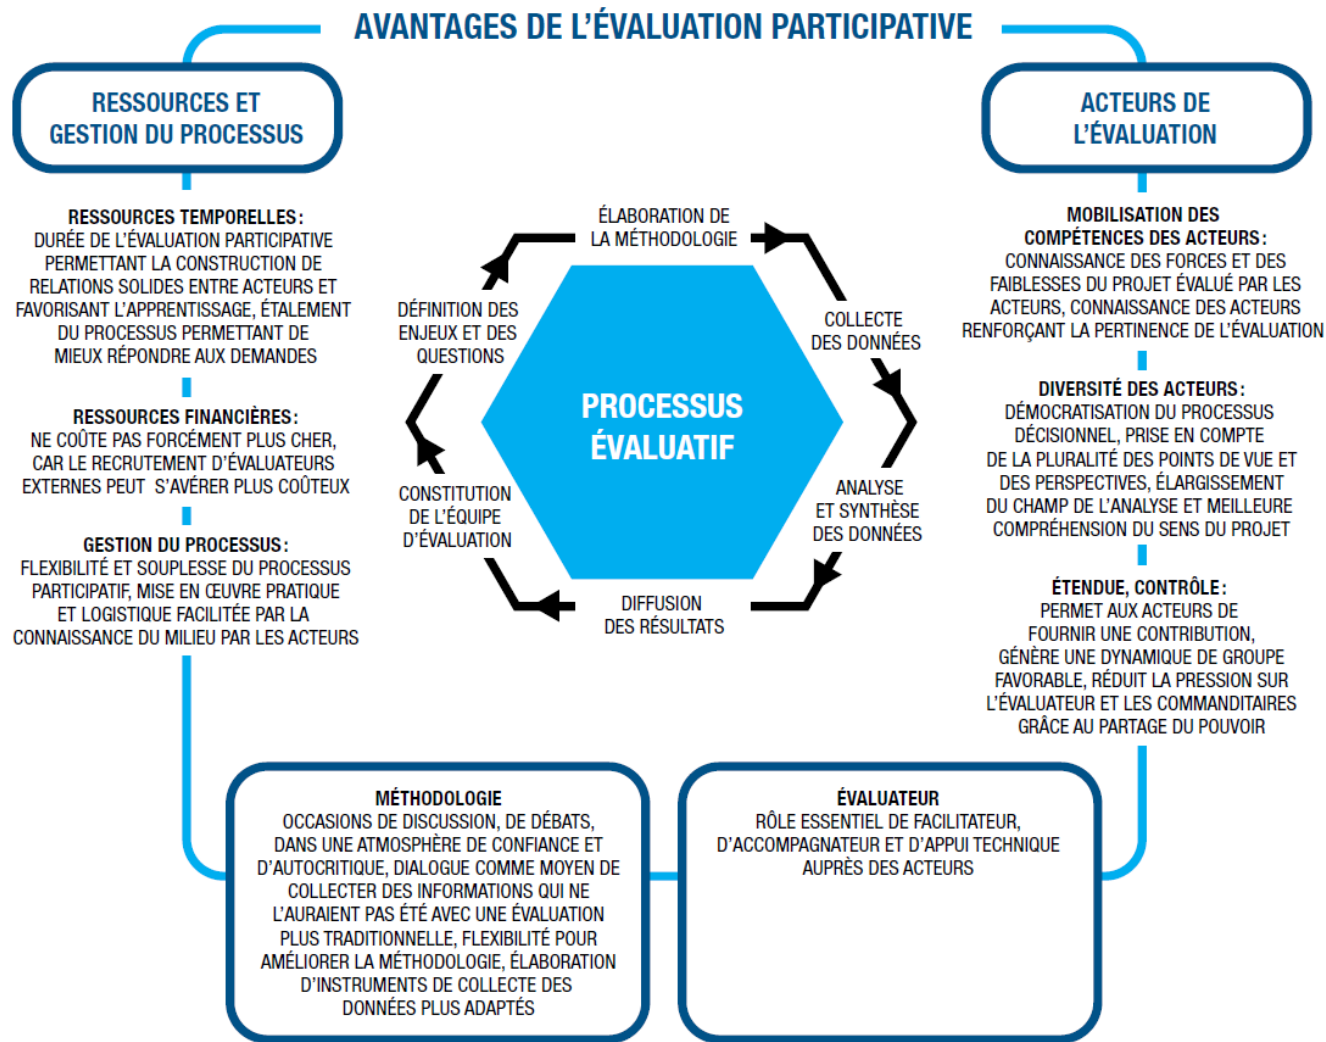 AVANTAGES DE L'ÉVALUATION PARTICIPATIVE
RESSOURCES ET
GESTION DU PROCESSUS
RESSOURCES TEMPORELLES :
DURÉE DE L'ÉVALUATION PARTICIPATIVE
PERMETTANT LA CONSTRUCTION DE
RELATIONS SOLIDES ENTRE ACTEURS ET
FAVORISANT L'APPRENTISSAGE, ÉTALEMENT
DU PROCESSUS PERMETTANT DE
MIEUX RÉPONDRE AUX DEMANDES
RESSOURCES FINANCIÈRES :
NE COÛTE PAS FORCÉMENT PLUS CHER,
CAR LE RECRUTEMENT D'ÉVALUATEURS
EXTERNES PEUT S'AVÉRER PLUS COÛTEUX
GESTION DU PROCESSUS :
FLEXIBILITÉ ET SOUPLESSE DU PROCESSUS
PARTICIPATIF, MISE EN ŒUVRE PRATIQUE
ET LOGISTIQUE FACILITÉE PAR LA
CONNAISSANCE DU MILIEU PAR LES ACTEURS
ÉLABORATION DE
LA MÉTHODOLOGIE
COLLECTE
DES DONNÉES
ANALYSE
ET SYNTHÈSE
DES DONNÉES
DIFFUSION
DES RÉSULTATS
CONSTITUTION
DE L'ÉQUIPE
D'ÉVALUATION
DÉFINITION DES
ENJEUX ET DES
QUESTIONS
PROCESSUS
ÉVALUATIF
ACTEURS DE
L'ÉVALUATION
MOBILISATION DES
COMPÉTENCES DES ACTEURS :
CONNAISSANCE DES FORCES ET DES
FAIBLESSES DU PROJET ÉVALUÉ PAR LES
ACTEURS, CONNAISSANCE DES ACTEURS
RENFORÇANT LA PERTINENCE DE L'ÉVALUATION
DIVERSITÉ DES ACTEURS :
DÉMOCRATISATION DU PROCESSUS
DÉCISIONNEL, PRISE EN COMPTE
DE LA PLURALITÉ DES POINTS DE VUE ET
DES PERSPECTIVES, ÉLARGISSEMENT
DU CHAMP DE L'ANALYSE ET MEILLEURE
COMPRÉHENSION DU SENS DU PROJET
ÉTENDUE, CONTRÔLE :
PERMET AUX ACTEURS DE
FOURNIR UNE CONTRIBUTION,
GÉNÈRE UNE DYNAMIQUE DE GROUPE
FAVORABLE, RÉDUIT LA PRESSION SUR
L'ÉVALUATEUR ET LES COMMANDITAIRES
GRÂCE AU PARTAGE DU POUVOIR
MÉTHODOLOGIE
OCCASIONS DE DISCUSSION, DE DÉBATS,
DANS UNE ATMOSPHÈRE DE CONFIANCE ET
D'AUTOCRITIQUE, DIALOGUE COMME MOYEN DE
COLLECTER DES INFORMATIONS QUI NE
L'AURAIENT PAS ÉTÉ AVEC UNE ÉVALUATION
PLUS TRADITIONNELLE, FLEXIBILITÉ POUR
AMÉLIORER LA MÉTHODOLOGIE, ÉLABORATION
D'INSTRUMENTS DE COLLECTE DES
DONNÉES PLUS ADAPTÉS
ÉVALUATEUR
RÔLE ESSENTIEL DE FACILITATEUR,
D'ACCOMPAGNATEUR ET D'APPUI TECHNIQUE
AUPRÈS DES ACTEURS